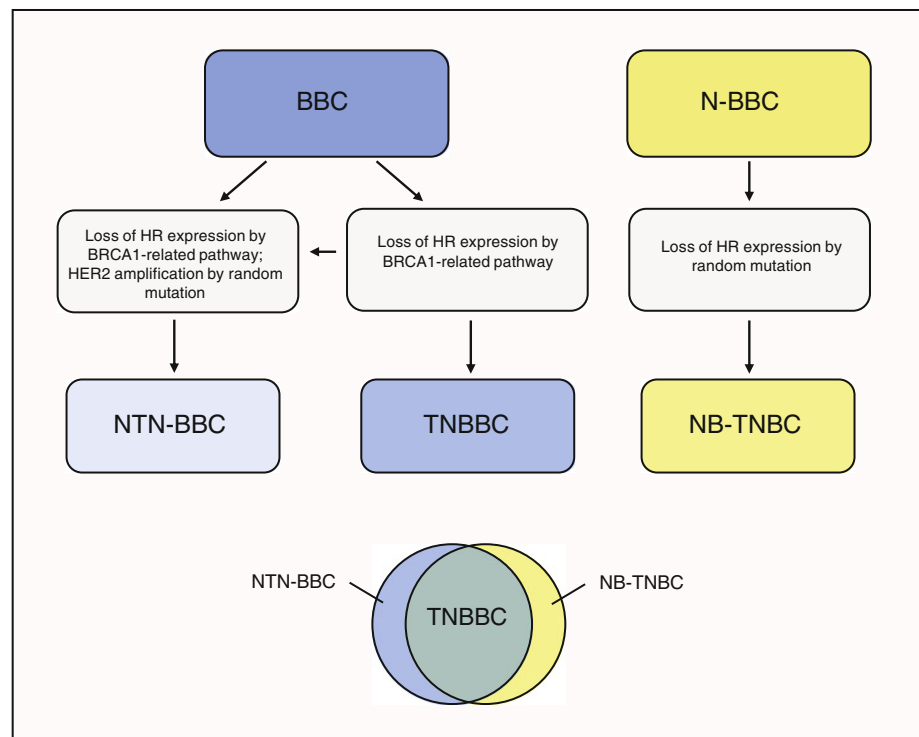 BBC
N-BBC
Loss of HR expression by
BRCA1-related pathway;
HER2 amplification by random
mutation
Loss of HR expression by
BRCA1-related pathway
Loss of HR expression by
random mutation
NTN-BBC
TNBBC
NB-TNBC
NTN-BBC
TNBBC
NB-TNBC